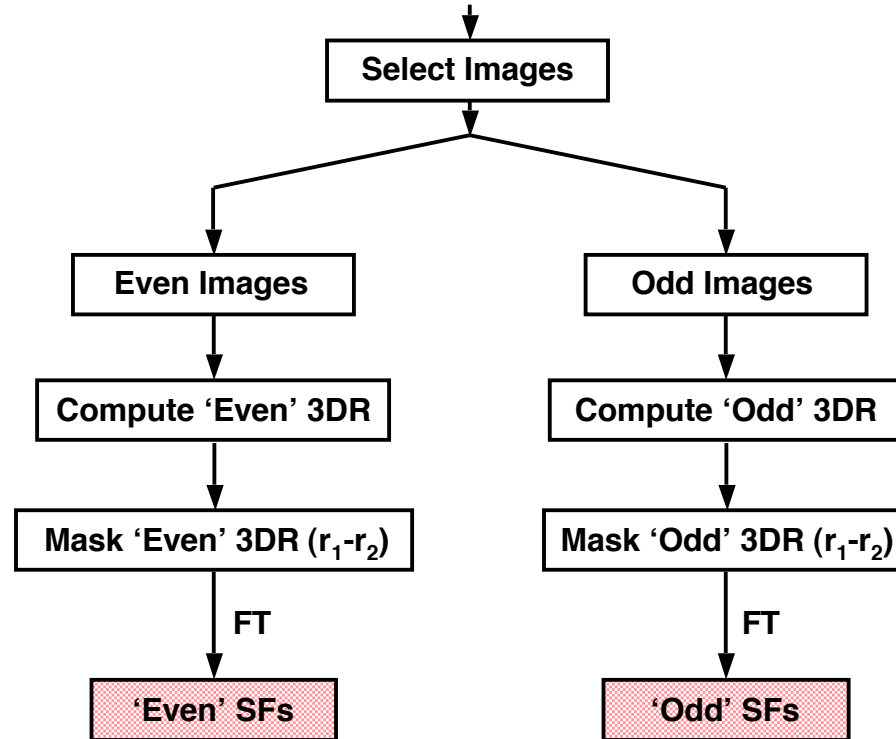 Select Images
Even Images
Odd Images
Compute ‘Even’ 3DR
Compute ‘Odd’ 3DR
Mask ‘Even’ 3DR (r₁-r₂)
Mask ‘Odd’ 3DR (r₁-r₂)
FT
FT
‘Even’ SFs
‘Odd’ SFs